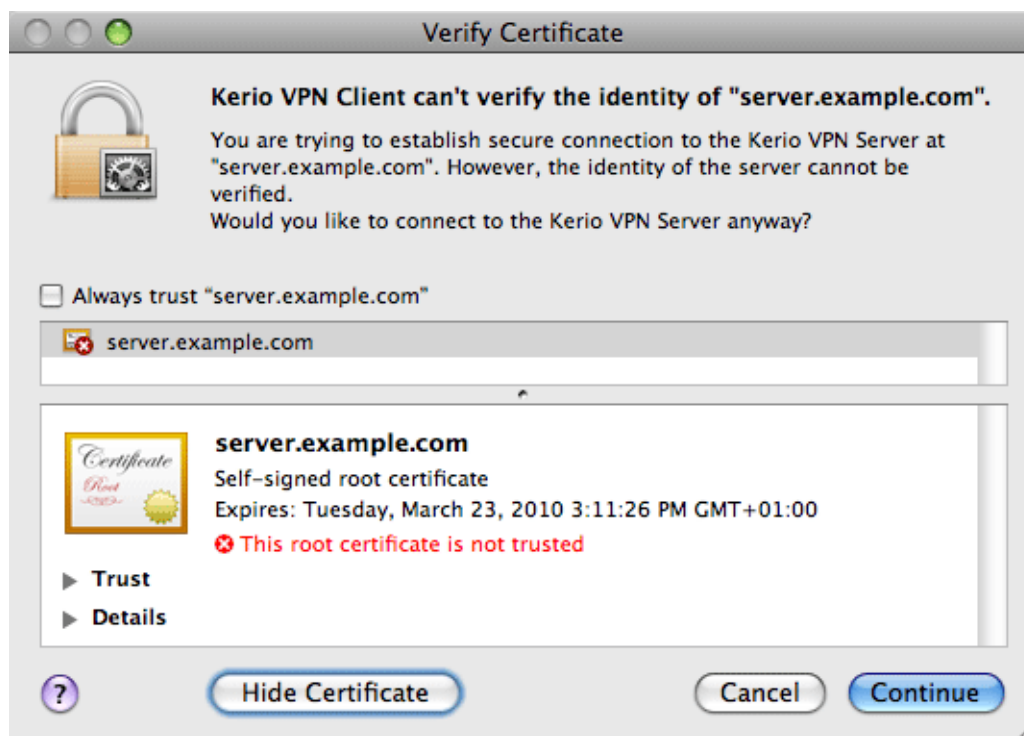 Verify Certificate
Kerio VPN Client can't verify the identity of "server.example.com".
You are trying to establish secure connection to the Kerio VPN Server at
"server.example.com". However, the identity of the server cannot be
verified.
Would you like to connect to the Kerio VPN Server anyway?
Always trust “server.example.com”
server.example.com
Certificate
Root
server.example.com
Self-signed root certificate
Expires: Tuesday, March 23, 2010 3:11:26 PM GMT+01:00
This root certificate is not trusted
Trust
Details
?
Hide Certificate
Cancel
Continue